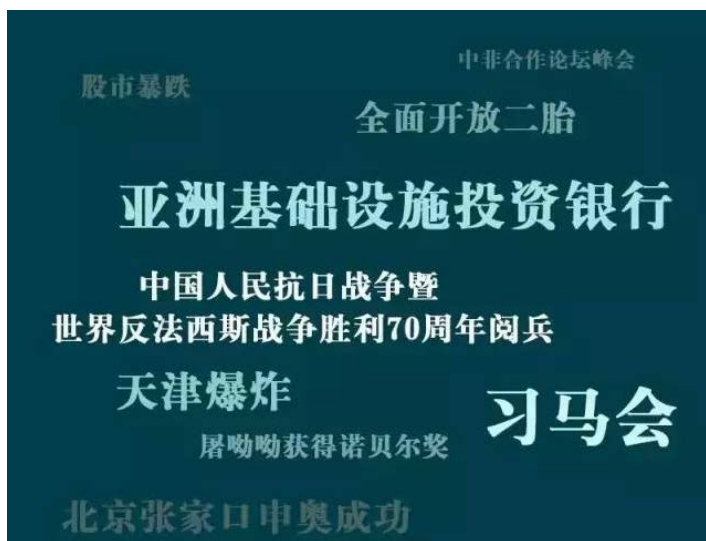 中非合作论坛峰会
股市暴跌
全面开放二胎
亚洲基础设施投资银行
中国人民抗日战争暨
世界反法西斯战争胜利70周年阅兵
天津爆炸
习马会
屠呦呦获得诺贝尔奖
北京张家口申奥成功